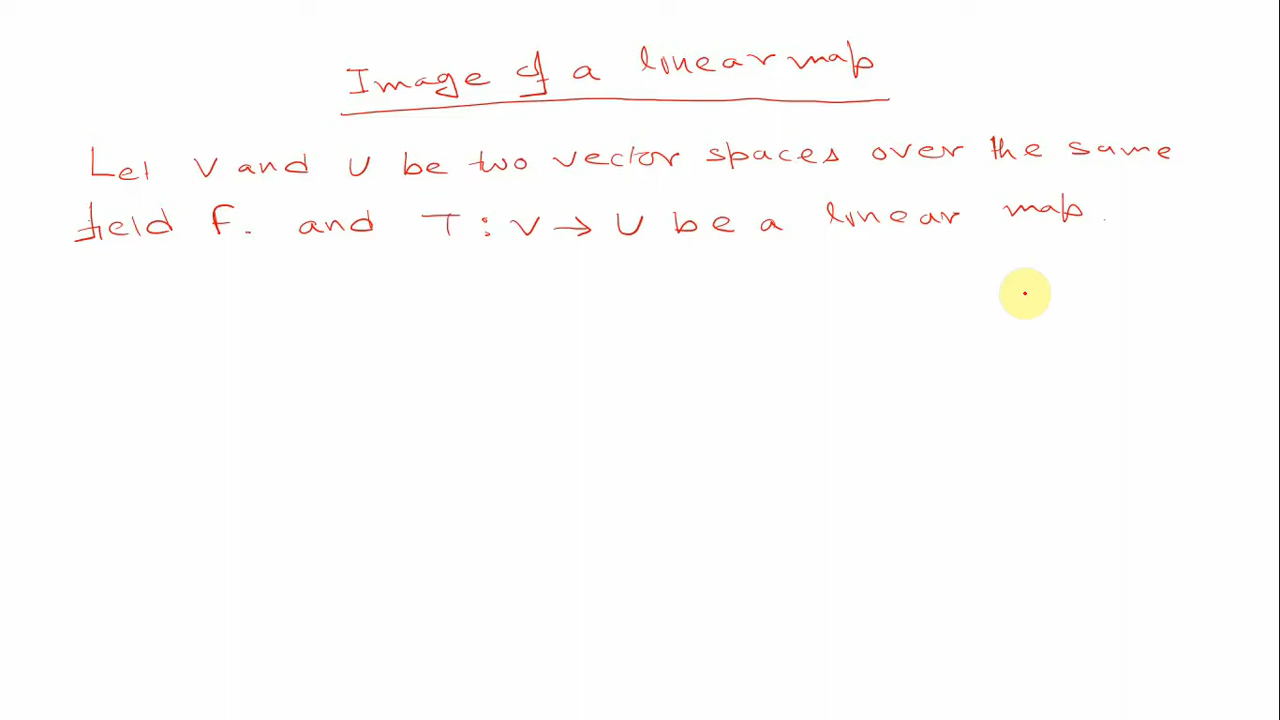 Image of a linear map
Let V and U be two vector spaces over the same
field F. and T : V → U be a linear map.